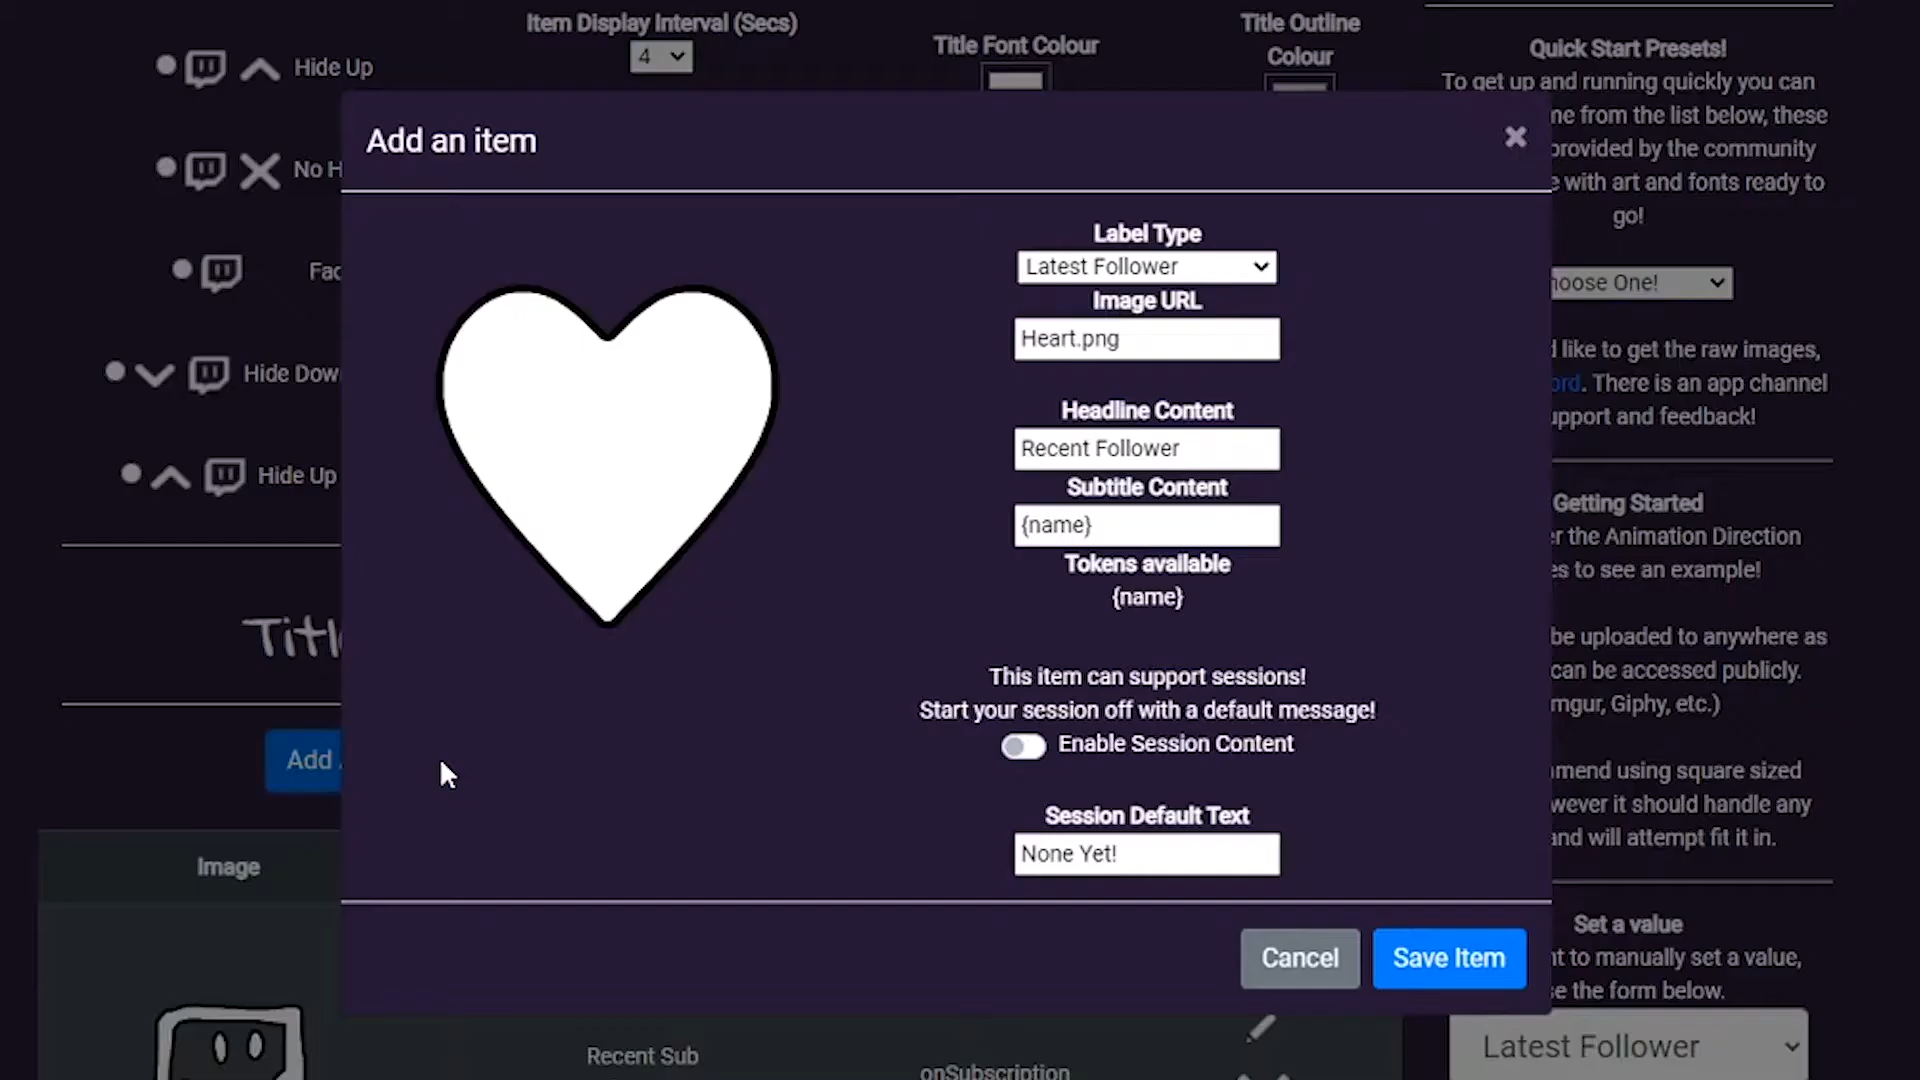 Item Display Interval (Secs)
4
Title Font Colour
Title Outline
Colour
Hide Up
No H
Fac
Hide Dow
Hide Up
Titl
Add
Image
Recent Sub
onSubscription
Add an item
Label Type
Latest Follower
Image URL
Heart.png
Headline Content
Recent Follower
Subtitle Content
{name}
Tokens available
{name}
This item can support sessions!
Start your session off with a default message!
Enable Session Content
Session Default Text
None Yet!
Cancel
Save Item
Quick Start Presets!
To get up and running quickly you can
ne from the list below, these
provided by the community
e with art and fonts ready to
go!
hoose One!
d like to get the raw images,
ord. There is an app channel
upport and feedback!
Getting Started
er the Animation Direction
es to see an example!
be uploaded to anywhere as
can be accessed publicly.
mgur, Giphy, etc.)
mmend using square sized
wever it should handle any
and will attempt fit it in.
Set a value
nt to manually set a value,
se the form below.
Latest Follower